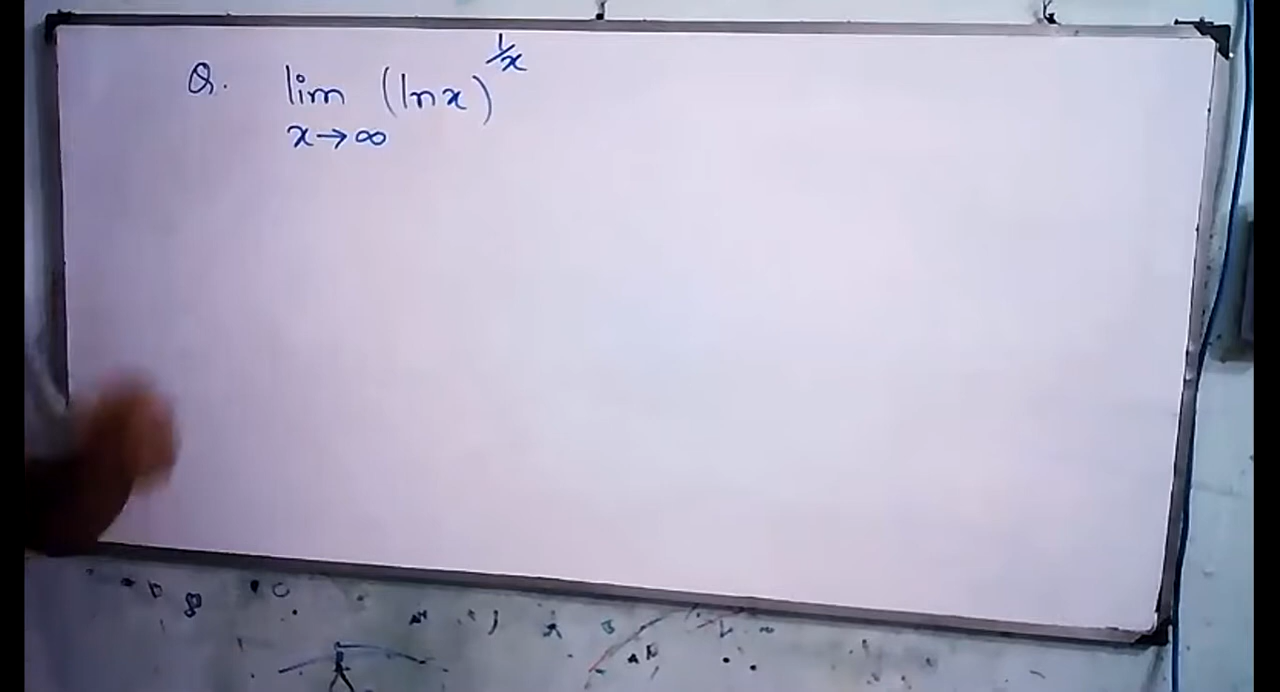 Q. lim (ln x)^{1/x}
x→∞